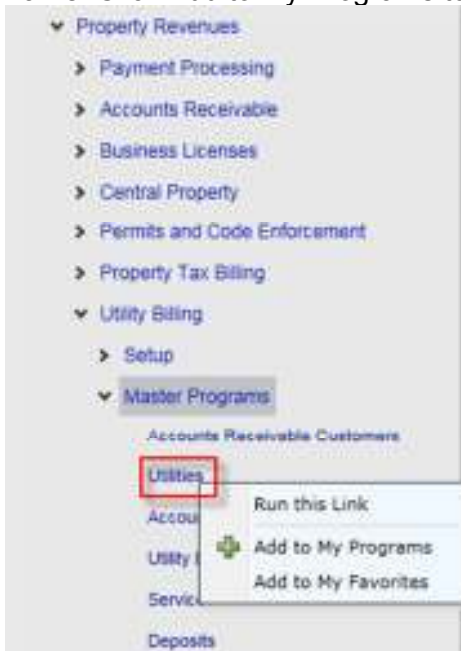 Property Revenues
Payment Processing
Accounts Receivable
Business Licenses
Central Property
Permits and Code Enforcement
Property Tax Billing
Utility Billing
Setup
Master Programs
Accounts Receivable Customers
Utilities
Run this Link
Add to My Programs
Utility
Add to My Favorites
Service
Deposits